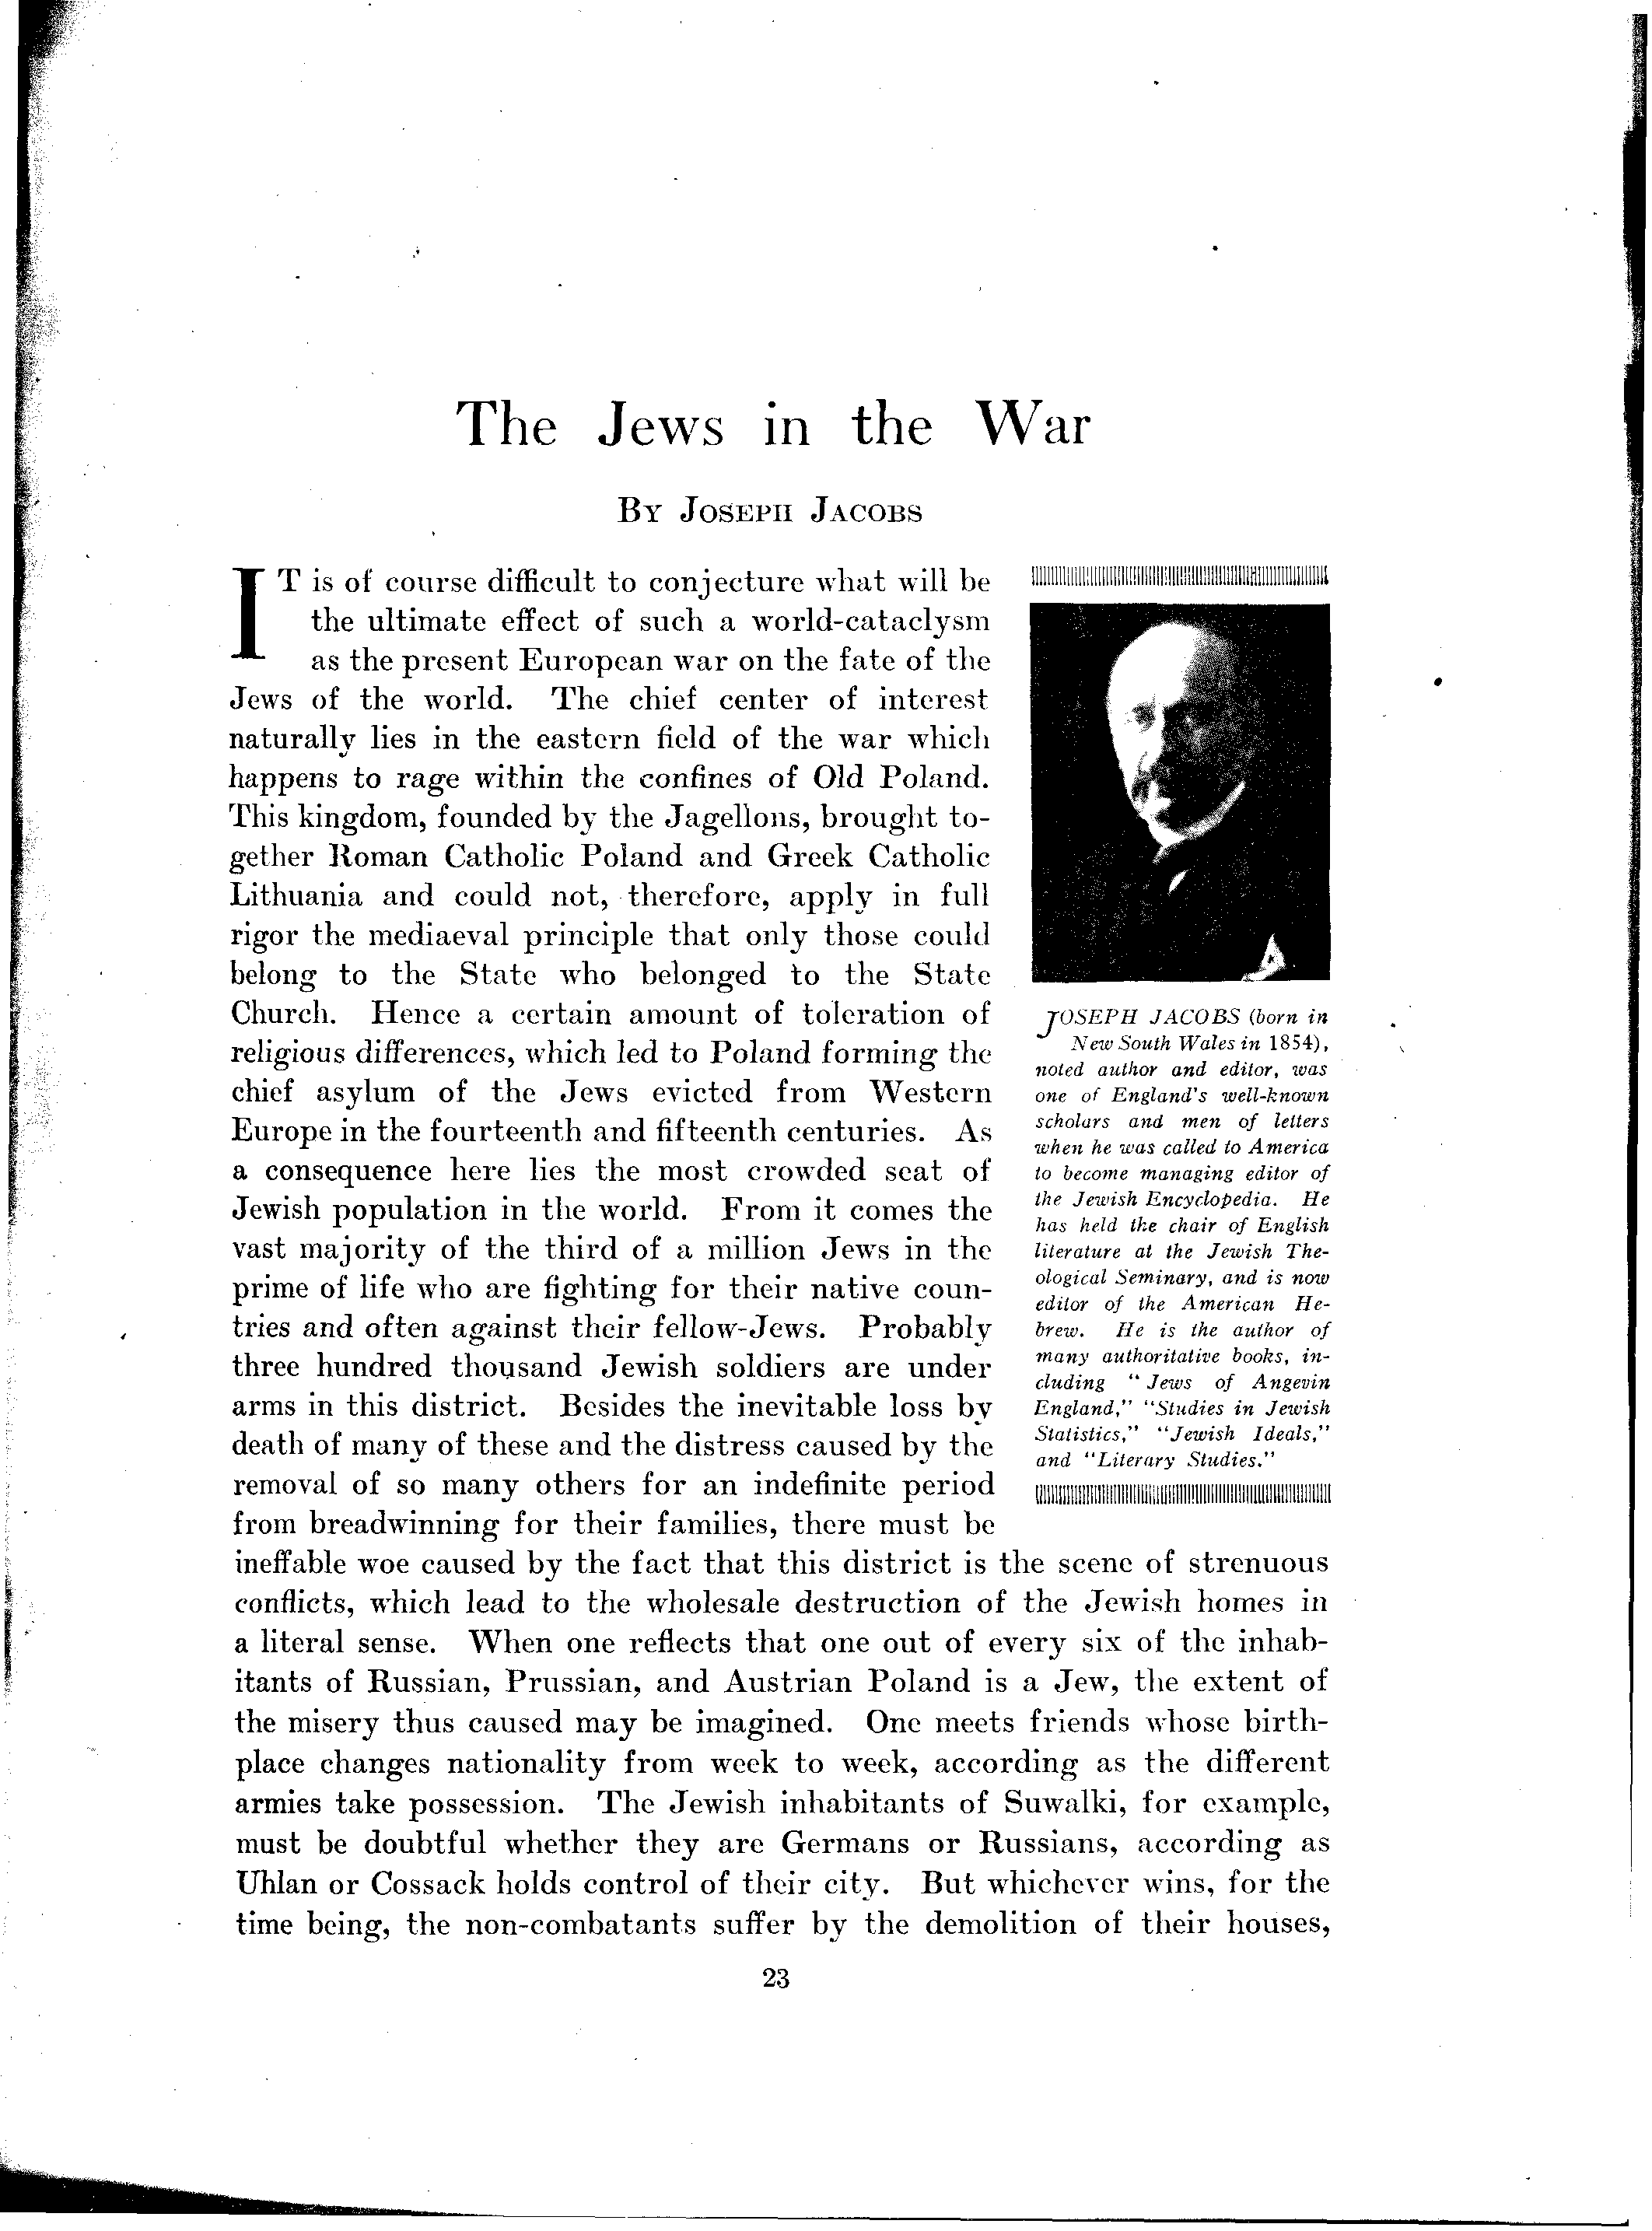 The Jews in the War
By Joseph Jacobs
IT is of course difficult to conjecture what will be
the ultimate effect of such a world-cataclysm
as the present European war on the fate of the
Jews of the world. The chief center of interest
naturally lies in the eastern field of the war which
happens to rage within the confines of Old Poland.
This kingdom, founded by the Jagellons, brought to-
gether Roman Catholic Poland and Greek Catholic
Lithuania and could not, therefore, apply in full
rigor the mediaeval principle that only those could
belong to the State who belonged to the State
Church. Hence a certain amount of toleration of
religious differences, which led to Poland forming the
chief asylum of the Jews evicted from Western
Europe in the fourteenth and fifteenth centuries. As
a consequence here lies the most crowded seat of
Jewish population in the world. From it comes the
vast majority of the third of a million Jews in the
prime of life who are fighting for their native coun-
tries and often against their fellow-Jews. Probably
three hundred thousand Jewish soldiers are under
arms in this district. Besides the inevitable loss by
death of many of these and the distress caused by the
removal of so many others for an indefinite period
from breadwinning for their families, there must be
ineffable woe caused by the fact that this district is the scene of strenuous
conflicts, which lead to the wholesale destruction of the Jewish homes in
a literal sense. When one reflects that one out of every six of the inhab-
itants of Russian, Prussian, and Austrian Poland is a Jew, the extent of
the misery thus caused may be imagined. One meets friends whose birth-
place changes nationality from week to week, according as the different
armies take possession. The Jewish inhabitants of Suwalki, for example,
must be doubtful whether they are Germans or Russians, according as
Uhlan or Cossack holds control of their city. But whichever wins, for the
time being, the non-combatants suffer by the demolition of their houses,
JOSEPH JACOBS (born in
New South Wales in 1854),
noted author and editor, was
one of England's well-known
scholars and men of letters
when he was called to America
to become managing editor of
the Jewish Encyclopedia. He
has held the chair of English
literature at the Jewish The-
ological Seminary, and is now
editor of the American He-
brew. He is the author of
many authoritative books, in-
cluding "Jews of Angevin
England," "Studies in Jewish
Statistics," "Jewish Ideals,"
and "Literary Studies."
23